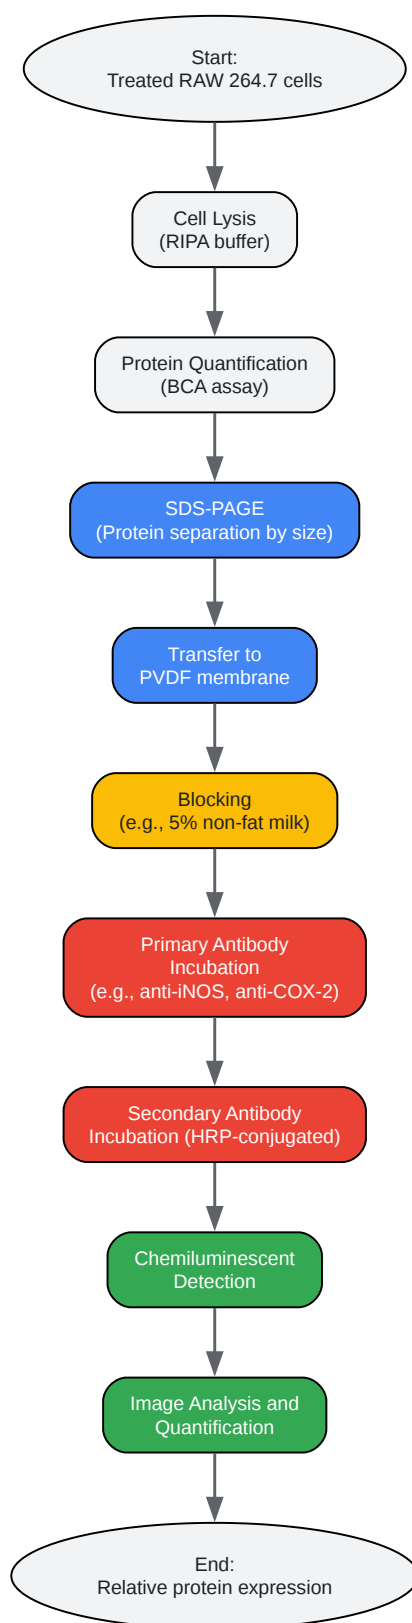 Start:
Treated RAW 264.7 cells
Cell Lysis
(RIPA buffer)
Protein Quantification
(BCA assay)
SDS-PAGE
(Protein separation by size)
Transfer to
PVDF membrane
Blocking
(e.g., 5% non-fat milk)
Primary Antibody
Incubation
(e.g., anti-iNOS, anti-COX-2)
Secondary Antibody
Incubation (HRP-conjugated)
Chemiluminescent
Detection
Image Analysis and
Quantification
End:
Relative protein expression